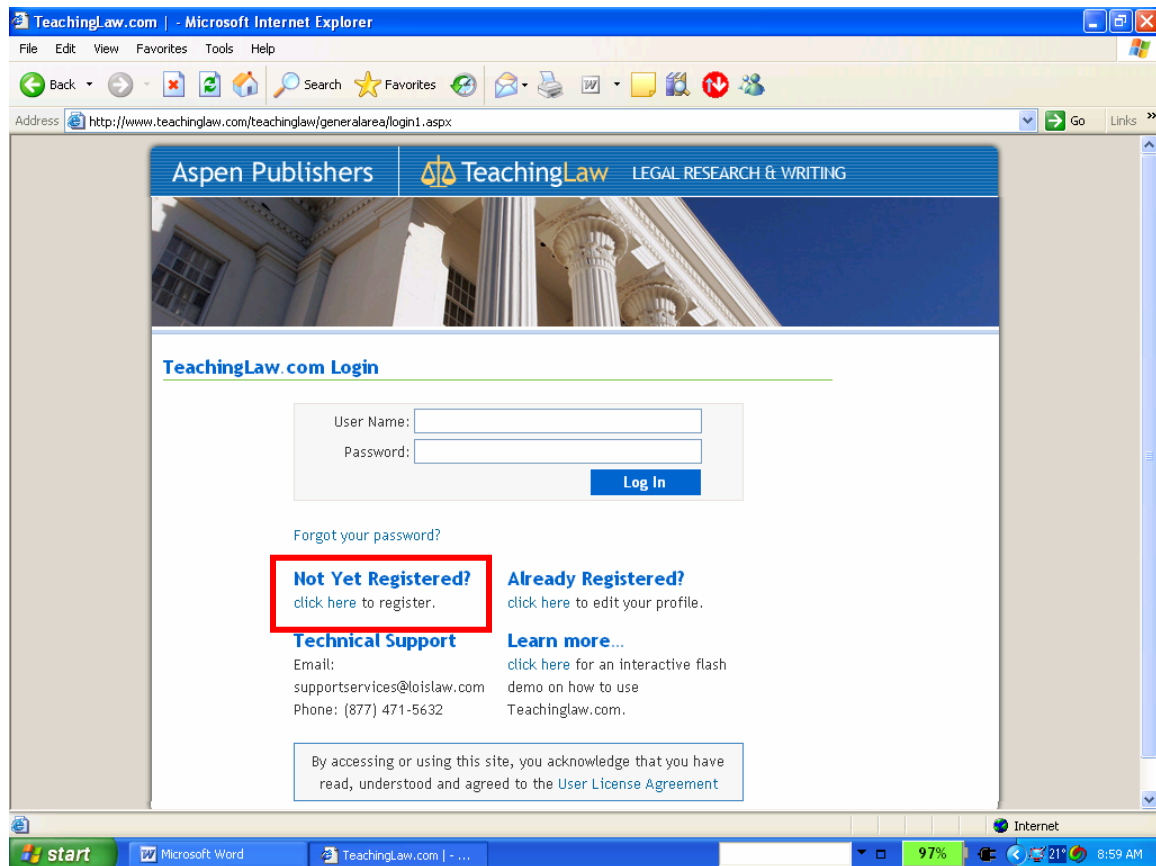 TeachingLaw.com | - Microsoft Internet Explorer
File Edit View Favorites Tools Help
Back Search Favorites
Address http://www.teachinglaw.com/teachinglaw/generalarea/login1.aspx Go Links »
Aspen Publishers TeachingLaw LEGAL RESEARCH & WRITING
TeachingLaw.com Login
User Name:
Password:
Log In
Forgot your password?
Not Yet Registered?
click here to register.
Already Registered?
click here to edit your profile.
Technical Support
Email:
supportservices@loislaw.com
Phone: (877) 471-5632
Learn more...
click here for an interactive flash
demo on how to use
Teachinglaw.com.
By accessing or using this site, you acknowledge that you have
read, understood and agreed to the User License Agreement
Internet
start Microsoft Word TeachingLaw.com | - ... 97% 21° 8:59 AM